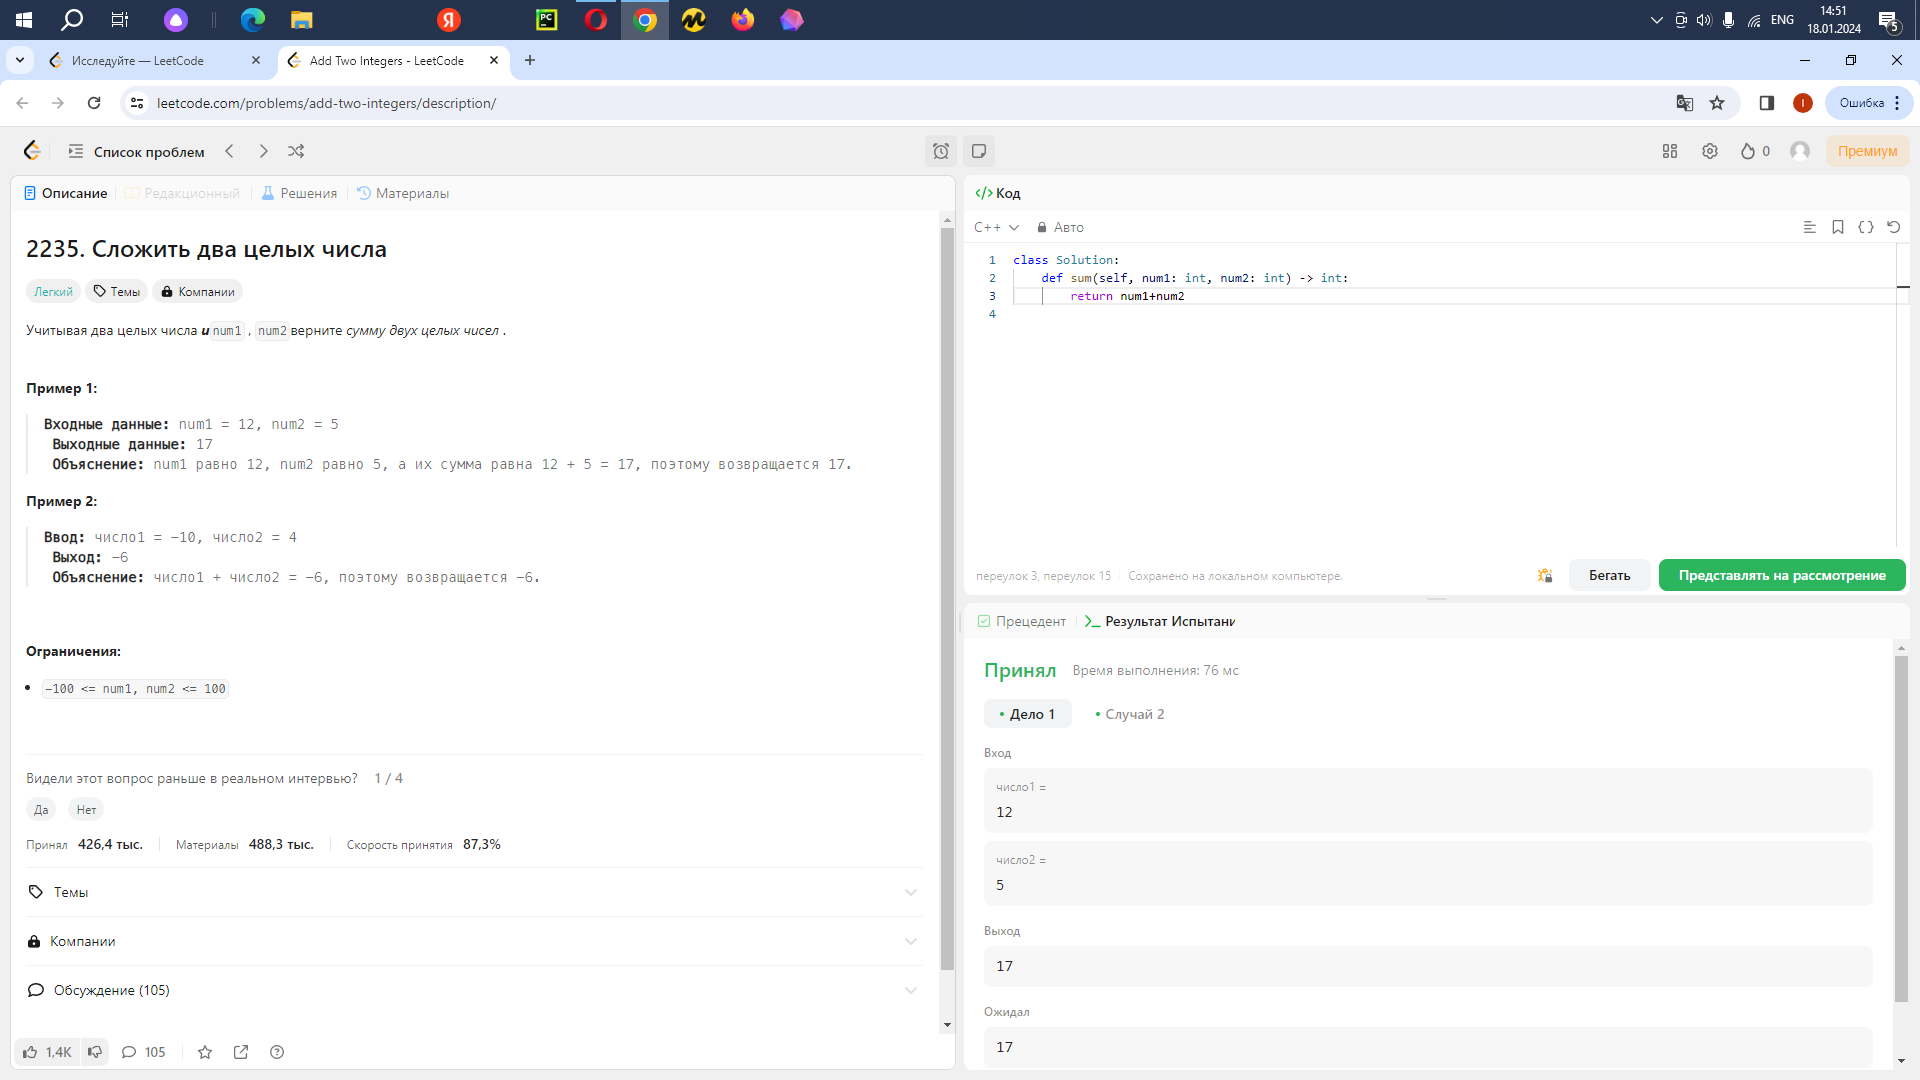 ENG
14:51
18.01.2024
5
Исследуйте — LeetCode
Add Two Integers - LeetCode
leetcode.com/problems/add-two-integers/description/
Ошибка
Список проблем
0
Премиум
Описание
Редакционный
Решения
Материалы
2235. Сложить два целых числа
Легкий
Темы
Компании
Учитывая два целых числа и num1 , num2 верните сумму двух целых чисел .
Пример 1:
Входные данные: num1 = 12, num2 = 5
Выходные данные: 17
Объяснение: num1 равно 12, num2 равно 5, а их сумма равна 12 + 5 = 17, поэтому возвращается 17.
Пример 2:
Ввод: число1 = -10, число2 = 4
Выход: -6
Объяснение: число1 + число2 = -6, поэтому возвращается -6.
Ограничения:
-100 <= num1, num2 <= 100
Видели этот вопрос раньше в реальном интервью? 1 / 4
Да
Нет
Принял 426,4 тыс.
Материалы 488,3 тыс.
Скорость принятия 87,3%
Темы
Компании
Обсуждение (105)
1,4K
105
Код
C++
Авто
1 class Solution:
2 def sum(self, num1: int, num2: int) -> int:
3 return num1+num2
4
переулок 3, переулок 15
Сохранено на локальном компьютере.
Бегать
Представлять на рассмотрение
Прецедент
Результат Испытани
Принял
Время выполнения: 76 мс
Дело 1
Случай 2
Вход
число1 =
12
число2 =
5
Выход
17
Ожидал
17